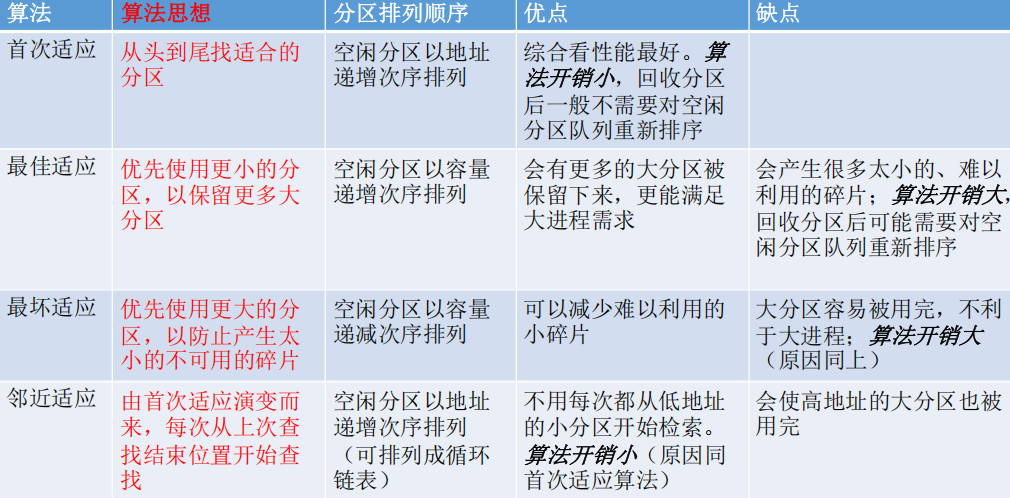 算法
算法思想
分区排列顺序
优点
缺点
首次适应
从头到尾找适合的
分区
空闲分区以地址
递增次序排列
综合看性能最好。算
法开销小，回收分区
后一般不需要对空闲
分区队列重新排序
最佳适应
优先使用更小的分
区，以保留更多大
分区
空闲分区以容量
递增次序排列
会有更多的大分区被
保留下来，更能满足
大进程需求
会产生很多太小的、难以
利用的碎片；算法开销大，
回收分区后可能需要对空
闲分区队列重新排序
最坏适应
优先使用更大的分
区，以防止产生太
小的不可用的碎片
空闲分区以容量
递减次序排列
可以减少难以利用的
小碎片
大分区容易被用完，不利
于大进程；算法开销大
（原因同上）
邻近适应
由首次适应演变而
来，每次从上次查
找结束位置开始查
找
空闲分区以地址
递增次序排列
（可排列成循环
链表）
不用每次都从低地址
的小分区开始检索。
算法开销小（原因同
首次适应算法）
会使高地址的大分区也被
用完